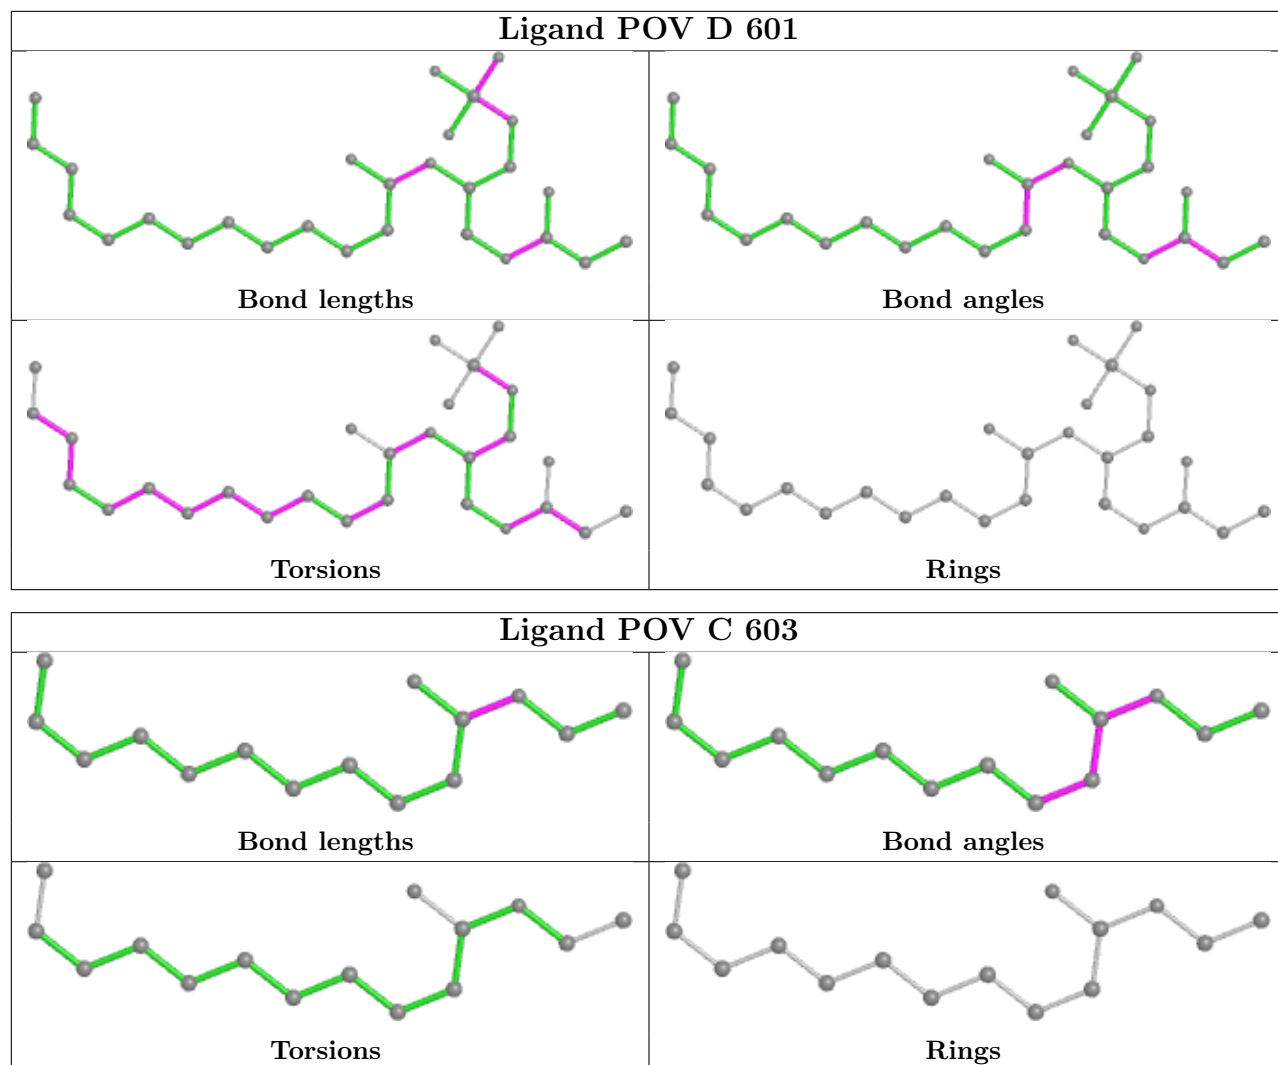 Ligand POV D 601
Bond lengths
Bond angles
Torsions
Rings
Ligand POV C 603
Bond lengths
Bond angles
Torsions
Rings